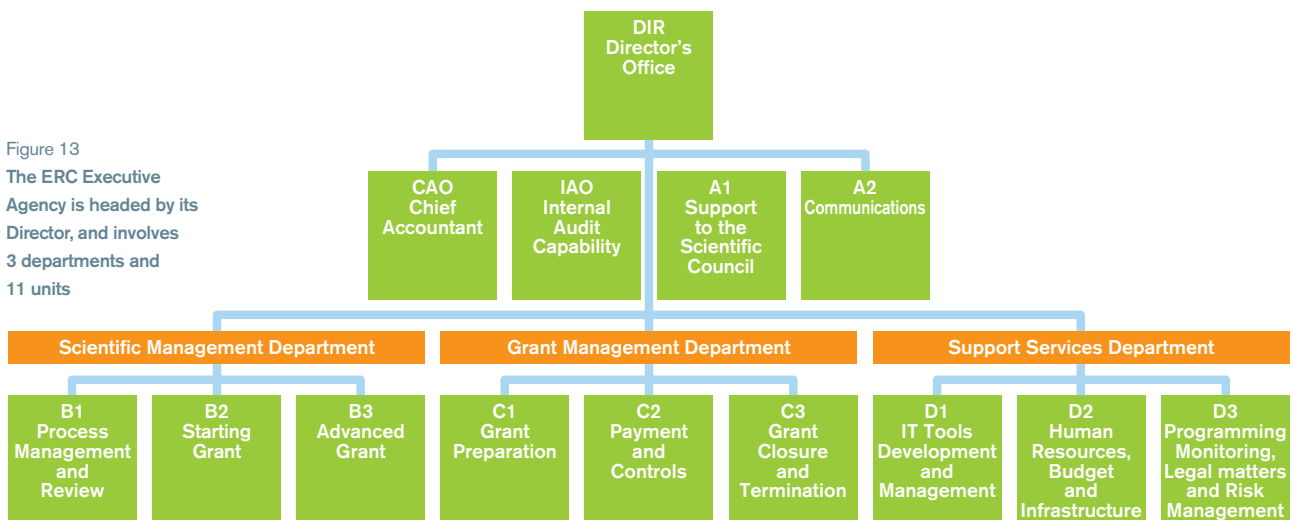 DIR
Director's
Office
Figure 13
The ERC Executive
Agency is headed by its
Director, and involves
3 departments and
11 units
CAO
Chief
Accountant
IAO
Internal
Audit
Capability
A1
Support
to the
Scientific
Council
A2
Communications
Scientific Management Department
Grant Management Department
Support Services Department
B1
Process
Management
and
Review
B2
Starting
Grant
B3
Advanced
Grant
C1
Grant
Preparation
C2
Payment
and
Controls
C3
Grant
Closure
and
Termination
D1
IT Tools
Development
and
Management
D2
Human
Resources,
Budget
and
Infrastructure
D3
Programming
Monitoring,
Legal matters
and Risk
Management